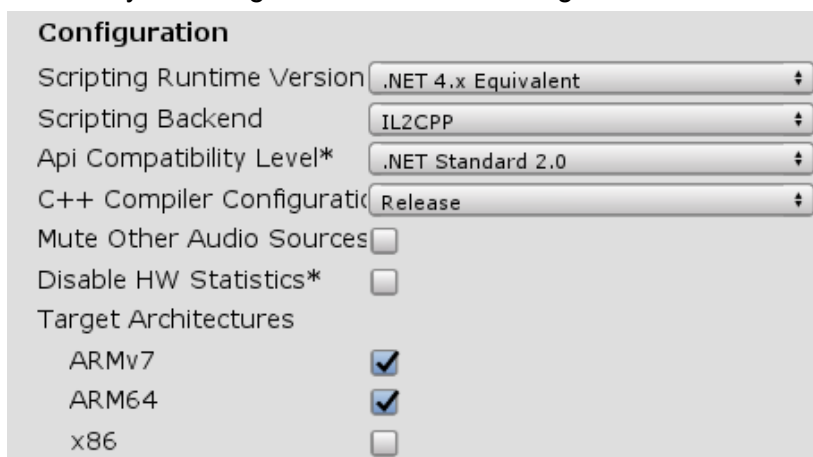 Configuration
Scripting Runtime Version .NET 4.x Equivalent
Scripting Backend IL2CPP
Api Compatibility Level* .NET Standard 2.0
C++ Compiler Configuratio Release
Mute Other Audio Sources
Disable HW Statistics*
Target Architectures
ARMv7
ARM64
x86